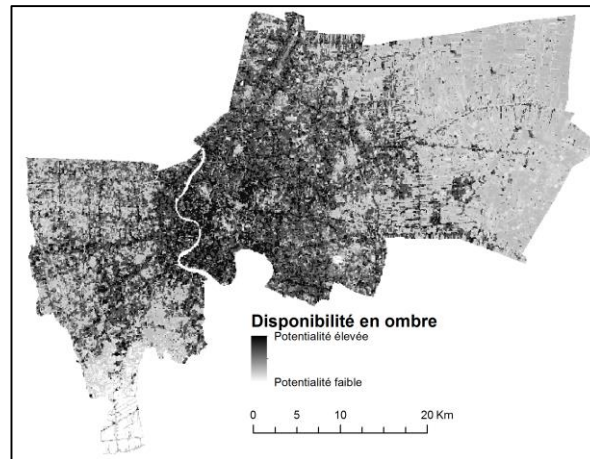 Disponibilité en ombre
Potentialité élevée
Potentialité faible
0 5 10 20 Km